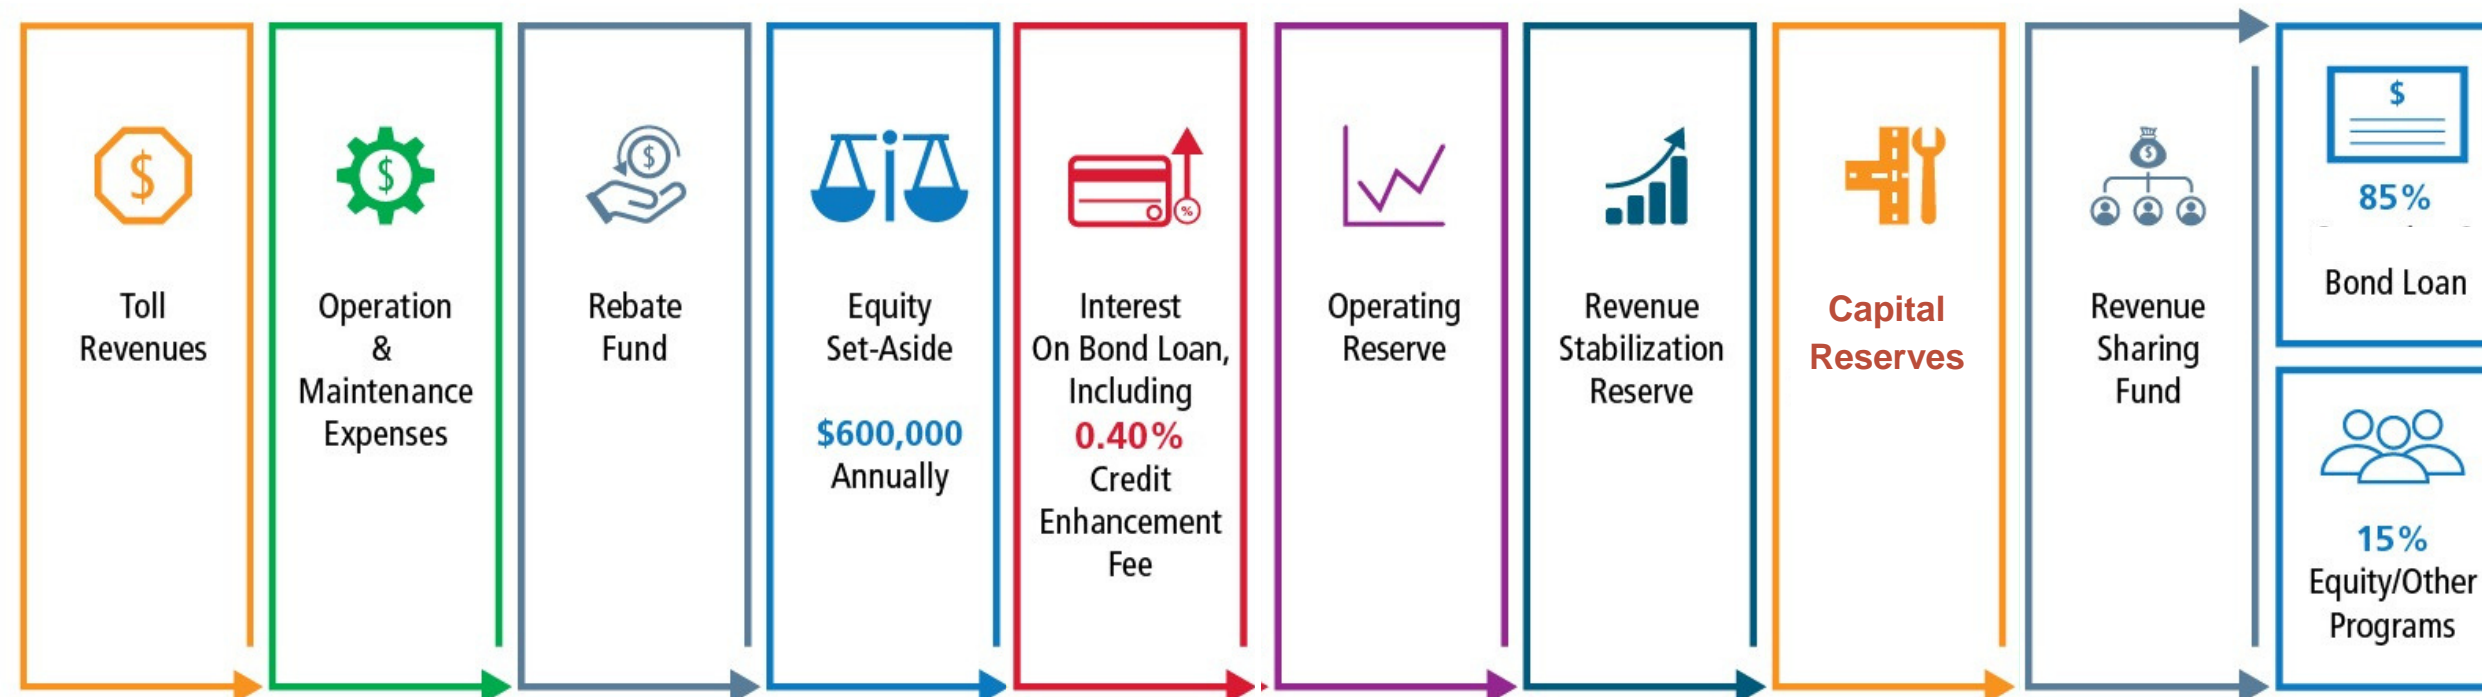 $
Toll
Revenues
$
Operation
&
Maintenance
Expenses
$
Rebate
Fund
Equity
Set-Aside
$600,000
Annually
%
Interest
On Bond Loan,
Including
0.40%
Credit
Enhancement
Fee
Operating
Reserve
Revenue
Stabilization
Reserve
Capital
Reserves
$
Revenue
Sharing
Fund
$
85%
Bond Loan
15%
Equity/Other
Programs